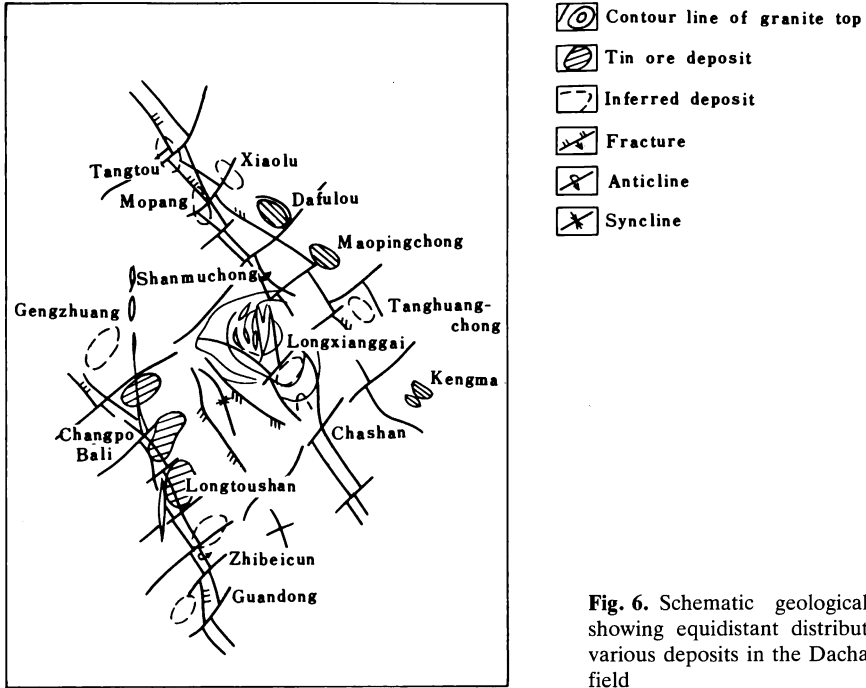 Contour line of granite top
Tin ore deposit
Inferred deposit
Fracture
Anticline
Syncline
Tangtou
Xiaolu
Mopang
Dafulou
Maopingchong
Shanmuchong
Gengzhuang
Tanghuang-
chong
Longxianggai
Kengma
Changpo
Bali
Chashan
Longtoushan
Zhibeicun
Guandong
Fig. 6. Schematic geological
showing equidistant distribut
various deposits in the Dacha
field